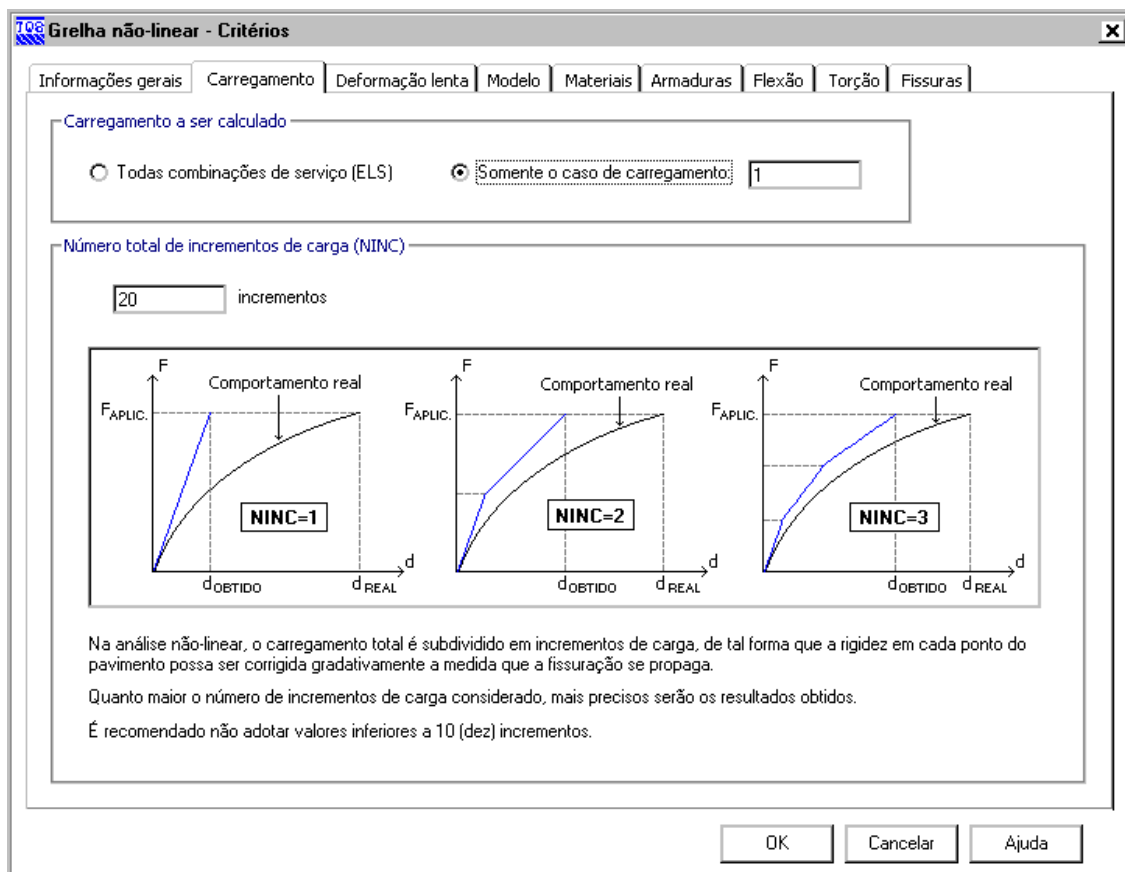 TQS Grelha não-linear - Critérios
Informações gerais Carregamento Deformação lenta Modelo Materiais Armaduras Flexão Torção Fissuras
Carregamento a ser calculado
Todas combinações de serviço (ELS) Somente o caso de carregamento: 1
Número total de incrementos de carga (NINC)
20 incrementos
F F F
Comportamento real Comportamento real Comportamento real
FAPLIC. FAPLIC. FAPLIC.
NINC=1 NINC=2 NINC=3
d d d
dOBTIDO dREAL dOBTIDO dREAL dOBTIDO dREAL
Na análise não-linear, o carregamento total é subdividido em incrementos de carga, de tal forma que a rigidez em cada ponto do
pavimento possa ser corrigida gradativamente a medida que a fissuração se propaga.
Quanto maior o número de incrementos de carga considerado, mais precisos serão os resultados obtidos.
É recomendado não adotar valores inferiores a 10 (dez) incrementos.
OK Cancelar Ajuda